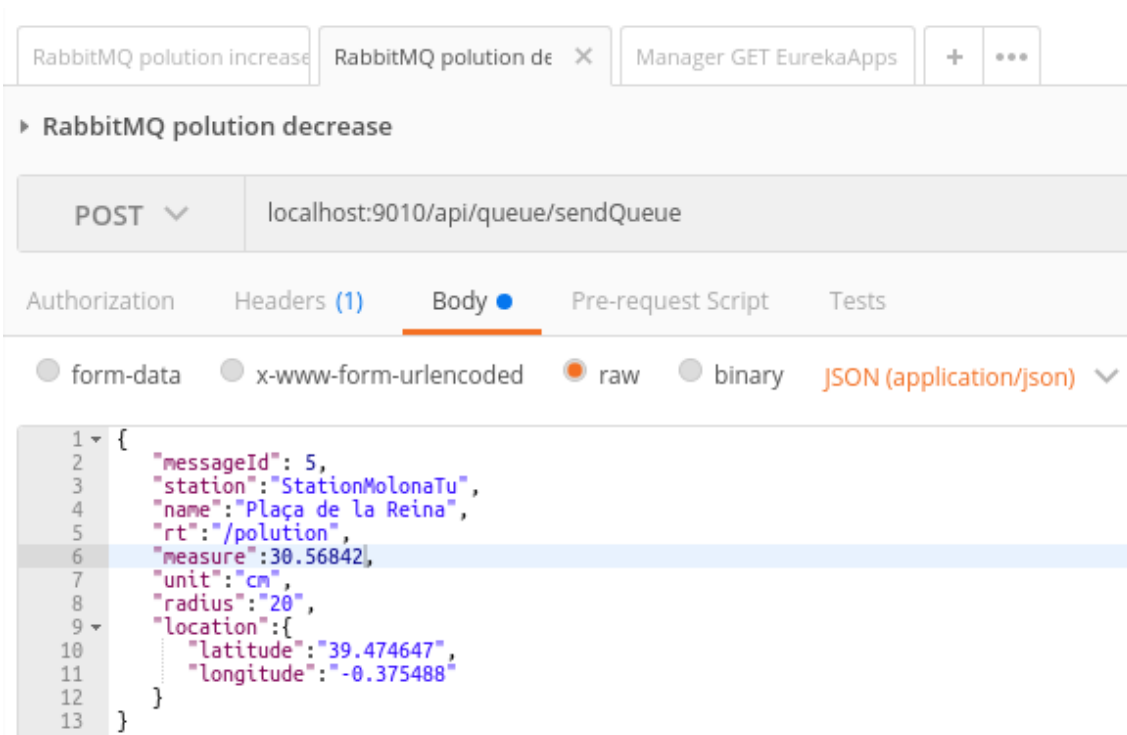 RabbitMQ polution increase RabbitMQ polution de × Manager GET EurekaApps + •••
RabbitMQ polution decrease
POST localhost:9010/api/queue/sendQueue
Authorization Headers (1) Body Pre-request Script Tests
form-data x-www-form-urlencoded raw binary JSON (application/json)
1 {
2 "messageId": 5,
3 "station":"StationMolonaTu",
4 "name":"Plaça de la Reina",
5 "rt":"/polution",
6 "measure":30.56842,
7 "unit":"cm",
8 "radius":"20",
9 "location":{
10 "latitude":"39.474647",
11 "longitude":"-0.375488"
12 }
13 }